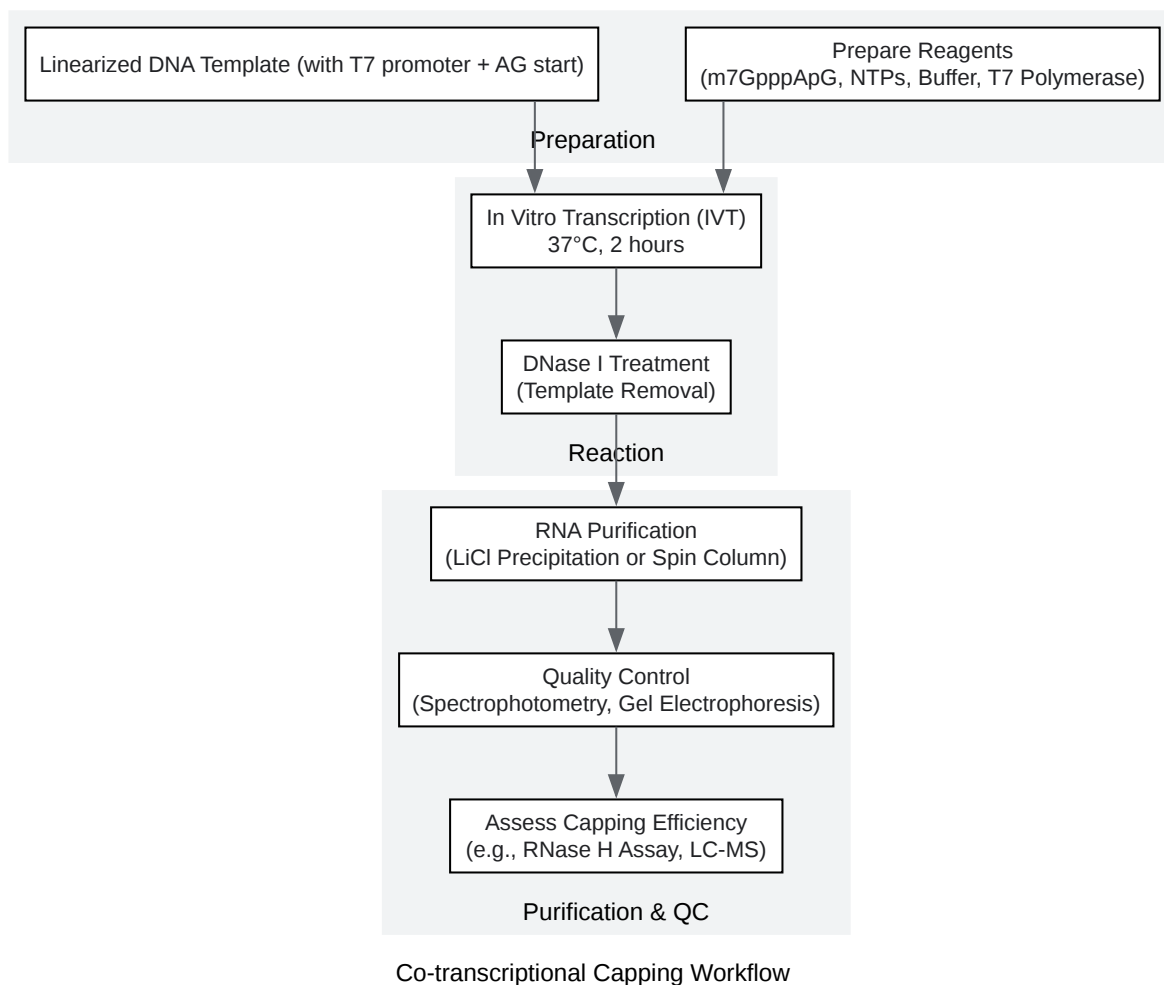 Linearized DNA Template (with T7 promoter + AG start)
Prepare Reagents
(m7GpppApG, NTPs, Buffer, T7 Polymerase)
Preparation
In Vitro Transcription (IVT)
37°C, 2 hours
DNase I Treatment
(Template Removal)
Reaction
RNA Purification
(LiCl Precipitation or Spin Column)
Quality Control
(Spectrophotometry, Gel Electrophoresis)
Assess Capping Efficiency
(e.g., RNase H Assay, LC-MS)
Purification & QC
Co-transcriptional Capping Workflow